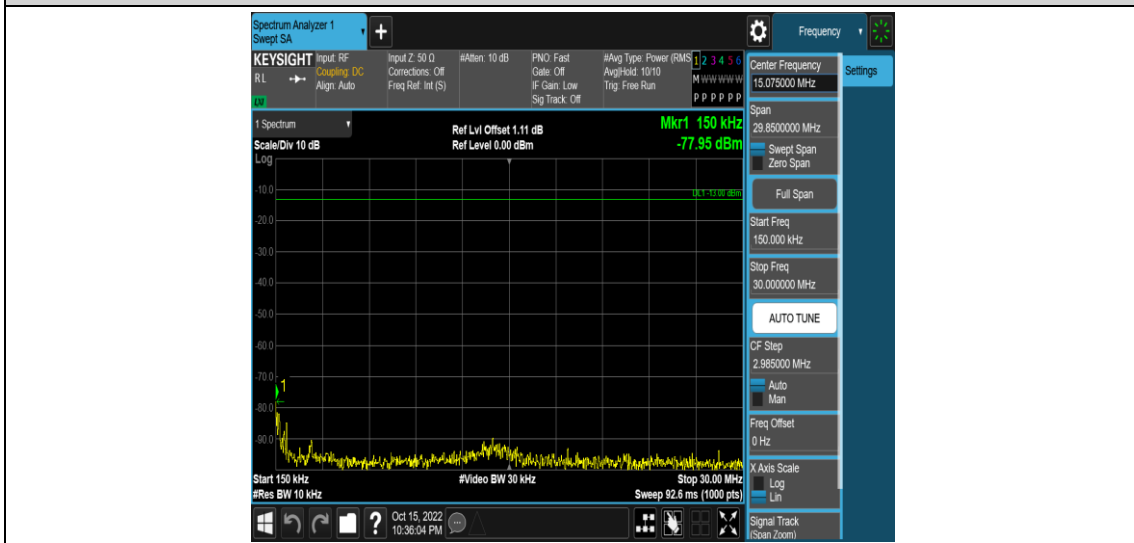 Spectrum Analyzer 1
Swept SA
+
Frequency
KEYSIGHT
RL
LXI
Input: RF
Coupling: DC
Align: Auto
Input Z: 50 Ω
Corrections: Off
Freq Ref: Int (S)
#Atten: 10 dB
PNO: Fast
Gate: Off
IF Gain: Low
Sig Track: Off
#Avg Type: Power (RMS
Avg|Hold: 10/10
Trig: Free Run
1 2 3 4 5 6
M W W W W W
P P P P P P
Center Frequency
15.075000 MHz
Settings
1 Spectrum
Scale/Div 10 dB
Ref Lvl Offset 1.11 dB
Ref Level 0.00 dBm
Mkr1 150 kHz
-77.95 dBm
Log
DL1 -13.00 dBm
-10.0
-20.0
-30.0
-40.0
-50.0
-60.0
-70.0
-80.0
-90.0
1
Start 150 kHz
#Res BW 10 kHz
#Video BW 30 kHz
Stop 30.00 MHz
Sweep 92.6 ms (1000 pts)
Span
29.8500000 MHz
Swept Span
Zero Span
Full Span
Start Freq
150.000 kHz
Stop Freq
30.000000 MHz
AUTO TUNE
CF Step
2.985000 MHz
Auto
Man
Freq Offset
0 Hz
X Axis Scale
Log
Lin
Signal Track
(Span Zoom)
?
Oct 15, 2022
10:36:04 PM